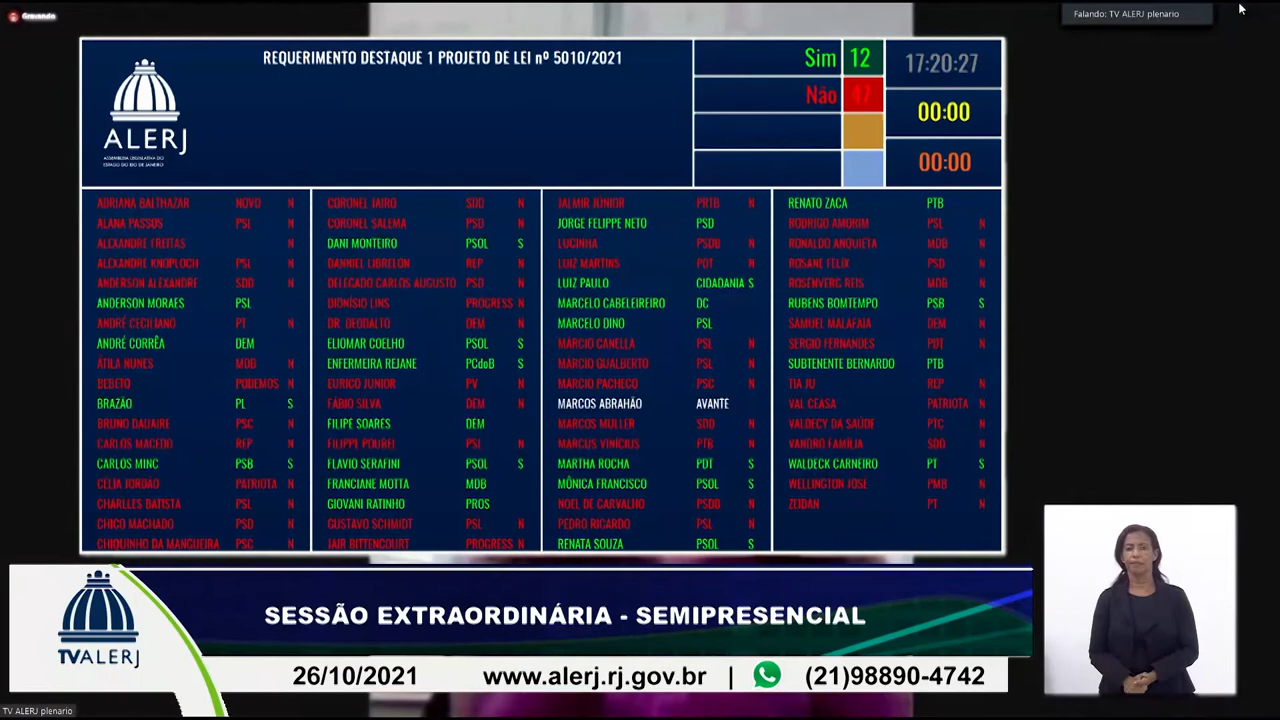 Gravando
Falando: TV ALERJ plenario
REQUERIMENTO DESTAQUE 1 PROJETO DE LEI nº 5010/2021
ALERJ
ASSEMBLEIA LEGISLATIVA DO
ESTADO DO RIO DE JANEIRO
Sim 12
Não 47
17:20:27
00:00
00:00
ADRIANA BALTHAZAR NOVO N
ALANA PASSOS PSL N
ALEXANDRE FREITAS N
ALEXANDRE KNOPLOCH PSL N
ANDERSON ALEXANDRE SDD N
ANDERSON MORAES PSL
ANDRÉ CECILIANO PT N
ANDRÉ CORRÊA DEM
ÁTILA NUNES MDB N
BEBETO PODEMOS N
BRAZÃO PL S
BRUNO DAUAIRE PSC N
CARLOS MACEDO REP N
CARLOS MINC PSB S
CÉLIA JORDÃO PATRIOTA N
CHARLLES BATISTA PSL N
CHICO MACHADO PSD N
CHIQUINHO DA MANGUEIRA PSC N
CORONEL JAIRO SDD N
CORONEL SALEMA PSD N
DANI MONTEIRO PSOL S
DANNIEL LIBRELON REP N
DELEGADO CARLOS AUGUSTO PSD N
DIONÍSIO LINS PROGRESS N
DR. DEODALTO DEM N
ELIOMAR COELHO PSOL S
ENFERMEIRA REJANE PCdoB S
EURICO JUNIOR PV N
FÁBIO SILVA DEM N
FILIPE SOARES DEM
FILIPPE POUBEL PSL N
FLAVIO SERAFINI PSOL S
FRANCIANE MOTTA MDB
GIOVANI RATINHO PROS
GUSTAVO SCHMIDT PSL N
JAIR BITTENCOURT PROGRESS N
JALMIR JUNIOR PRTB N
JORGE FELIPPE NETO PSD
LUCINHA PSDB N
LUIZ MARTINS PDT N
LUIZ PAULO CIDADANIA S
MARCELO CABELEIREIRO DC
MARCELO DINO PSL
MÁRCIO CANELLA PSL N
MÁRCIO GUALBERTO PSL N
MARCIO PACHECO PSC N
MARCOS ABRAHÃO AVANTE
MARCOS MULLER SDD N
MARCUS VINÍCIUS PTB N
MARTHA ROCHA PDT S
MÔNICA FRANCISCO PSOL S
NOEL DE CARVALHO PSDB N
PEDRO RICARDO PSL N
RENATA SOUZA PSOL S
RENATO ZACA PTB
RODRIGO AMORIM PSL N
RONALDO ANQUIETA MDB N
ROSANE FELIX PSD N
ROSENVERG REIS MDB N
RUBENS BOMTEMPO PSB S
SAMUEL MALAFAIA DEM N
SERGIO FERNANDES PDT N
SUBTENENTE BERNARDO PTB
TIA JU REP N
VAL CEASA PATRIOTA N
VALDECY DA SAÚDE PTC N
VANDRO FAMÍLIA SDD N
WALDECK CARNEIRO PT S
WELLINGTON JOSÉ PMB N
ZEIDAN PT N
TVALERJ
SESSÃO EXTRAORDINÁRIA - SEMIPRESENCIAL
26/10/2021 www.alerj.rj.gov.br | (21)98890-4742
TV ALERJ plenario